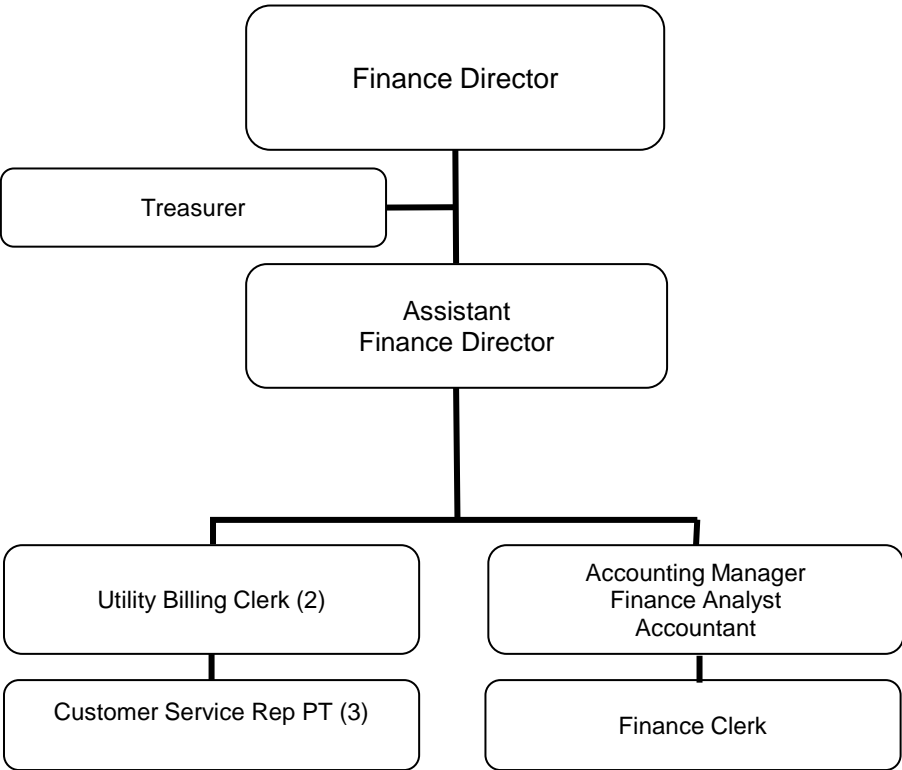 Finance Director
Treasurer
Assistant
Finance Director
Utility Billing Clerk (2)
Accounting Manager
Finance Analyst
Accountant
Customer Service Rep PT (3)
Finance Clerk